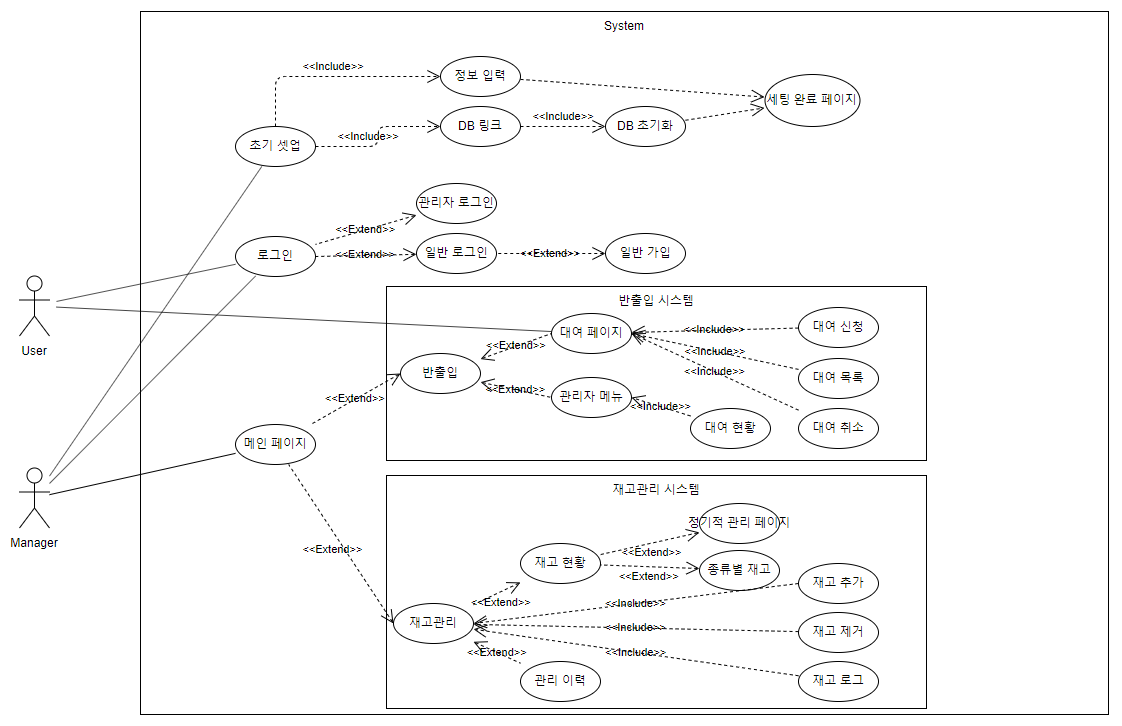 System
<<Include>>
정보 입력
세팅 완료 페이지
<<Include>>
DB 링크
<<Include>>
DB 초기화
초기 셋업
관리자 로그인
<<Extend>>
로그인
<<Extend>>
일반 로그인
<<Extend>>
일반 가입
User
반출입 시스템
대여 페이지
<<Include>>
대여 신청
<<Extend>>
<<Include>>
반출입
<<Include>>
대여 목록
<<Extend>>
관리자 메뉴
<<Extend>>
<<Include>>
대여 현황
대여 취소
메인 페이지
Manager
재고관리 시스템
정기적 관리 페이지
<<Extend>>
재고 현황
<<Extend>>
종류별 재고
<<Extend>>
재고 추가
<<Extend>>
<<Include>>
재고관리
<<Include>>
재고 제거
<<Extend>>
<<Include>>
관리 이력
재고 로그